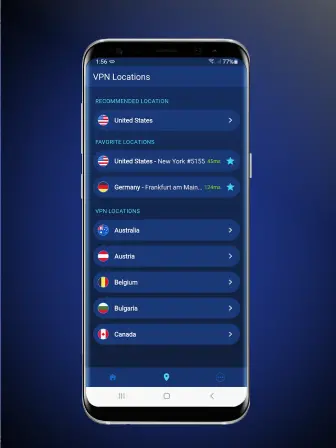 1:56
77%
VPN Locations
RECOMMENDED LOCATION
United States
FAVORITE LOCATIONS
United States - New York #5155 45ms
Germany - Frankfurt am Main... 124ms
VPN LOCATIONS
Australia
Austria
Belgium
Bulgaria
Canada